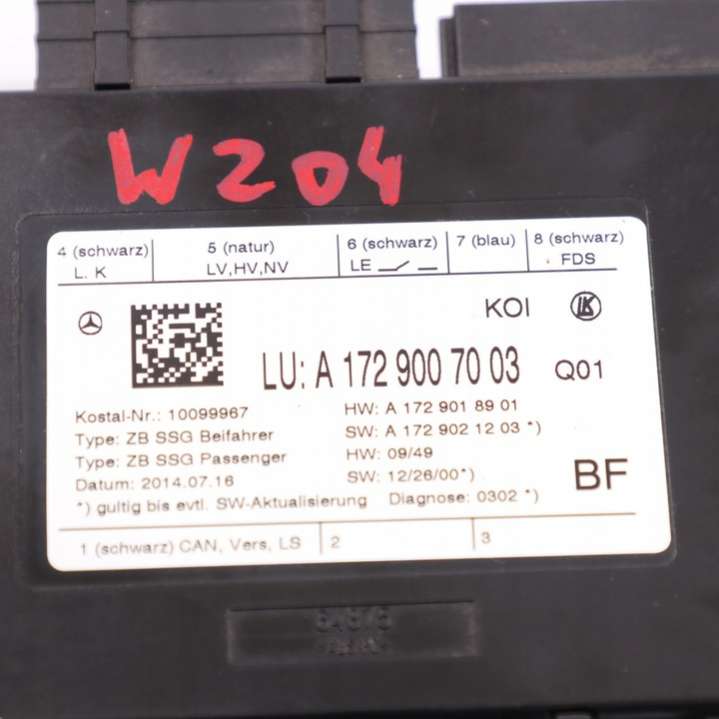 W204
4 (schwarz) 5 (natur) 6 (schwarz) 7 (blau) 8 (schwarz)
L. K LV,HV,NV LE FDS
KOI
LU: A 172 900 70 03 Q01
Kostal-Nr.: 10099967 HW: A 172 901 89 01
Type: ZB SSG Beifahrer SW: A 172 902 12 03 *)
Type: ZB SSG Passenger HW: 09/49
Datum: 2014.07.16 SW: 12/26/00*)
BF
*) gultig bis evtl. SW-Aktualisierung Diagnose: 0302 *)
1 (schwarz) CAN, Vers, LS 2 3